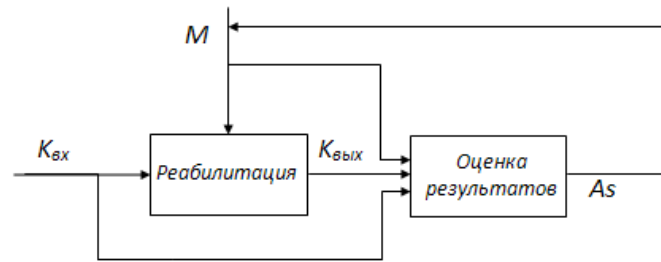 M
Kвх
Реабилитация
Kвых
Оценка
результатов
As